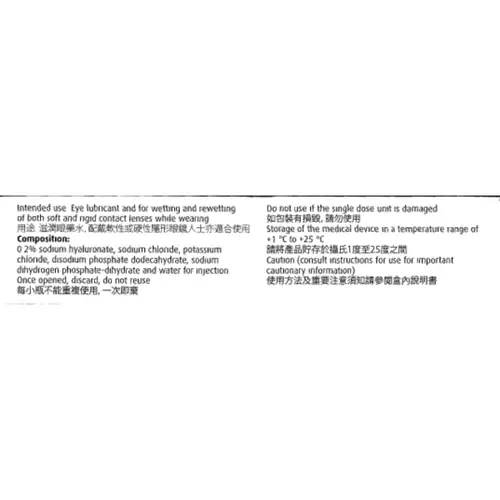 Intended use Eye lubricant and for wetting and rewetting
of both soft and rigid contact lenses while wearing
用途 滋潤眼藥水, 配戴軟性或硬性隱形眼鏡人士亦適合使用
Composition:
0 2% sodium hyaluronate, sodium chloride, potassium
chloride, disodium phosphate dodecahydrate, sodium
dihydrogen phosphate-dihydrate and water for injection
Once opened, discard, do not reuse
每小瓶不能重複使用, 一次即棄
Do not use if the single dose unit is damaged
如包裝有損毀, 請勿使用
Storage of the medical device in a temperature range of
+1 °C to +25 °C
請將產品貯存於攝氏1度至25度之間
Caution (consult instructions for use for important
cautionary information)
使用方法及重要注意須知請參閱盒內說明書